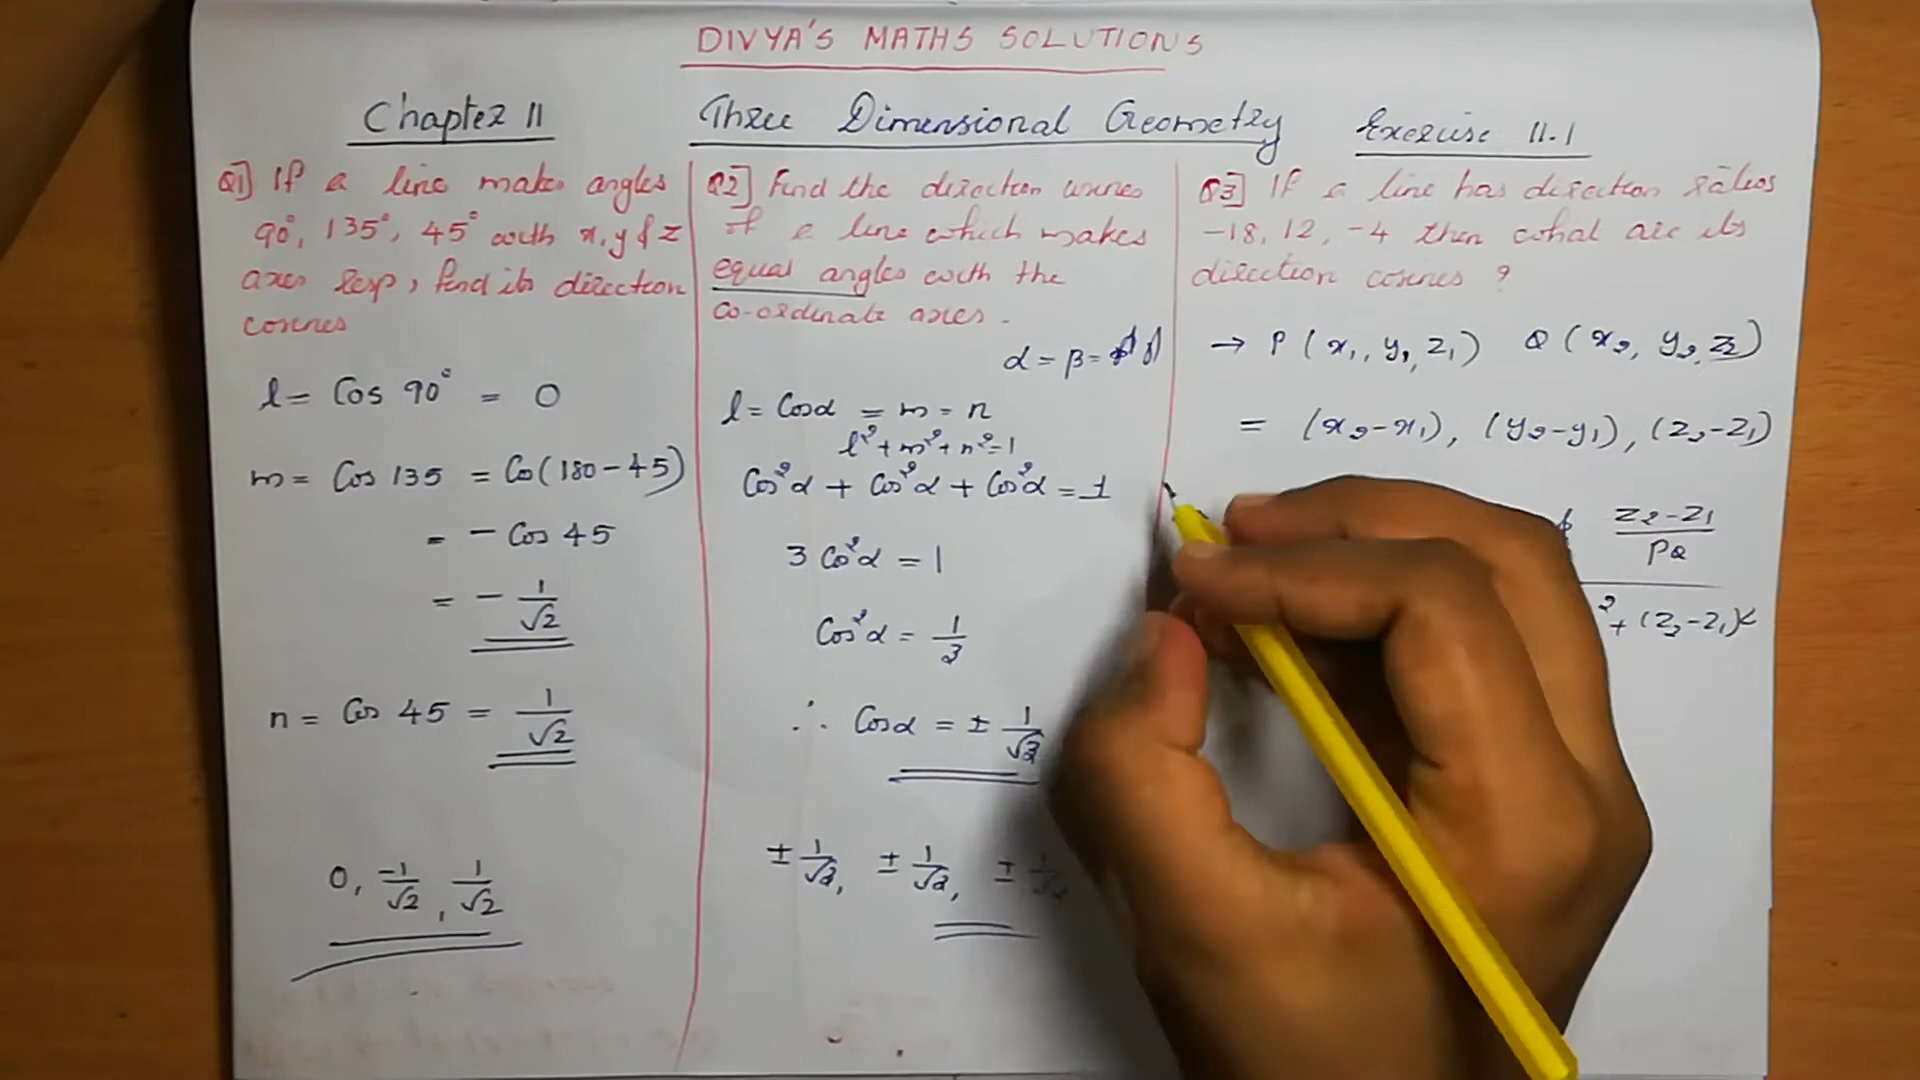 DIVYA'S MATHS SOLUTIONS
Chapter 11 Three Dimensional Geometry Exercise 11.1
Q1] If a line makes angles
90°, 135°, 45° with x, y & z
axes resp, find its direction
cosines
l = Cos 90° = 0
m = Cos 135 = Co(180-45)
= - Cos 45
= - 1/√2
n = Cos 45 = 1/√2
0, -1/√2, 1/√2
Q2] Find the direction cosines
of a line which makes
equal angles with the
co-ordinate axes.
α = β =
l = Cosα = m = n
l² + m² + n² = 1
Cos²α + Cos²α + Cos²α = 1
3 Cos²α = 1
Cos²α = 1/3
∴ Cosα = ± 1/√3
± 1/√3, ± 1/√3, ±
Q3] If a line has direction ratios
-18, 12, -4 then what are its
direction cosines ?
→ P (x₁, y₁, z₁) Q (x₂, y₂, z₂)
= (x₂-x₁), (y₂-y₁), (z₂-z₁)
z₂-z₁/PQ
² + (z₂-z₁)²